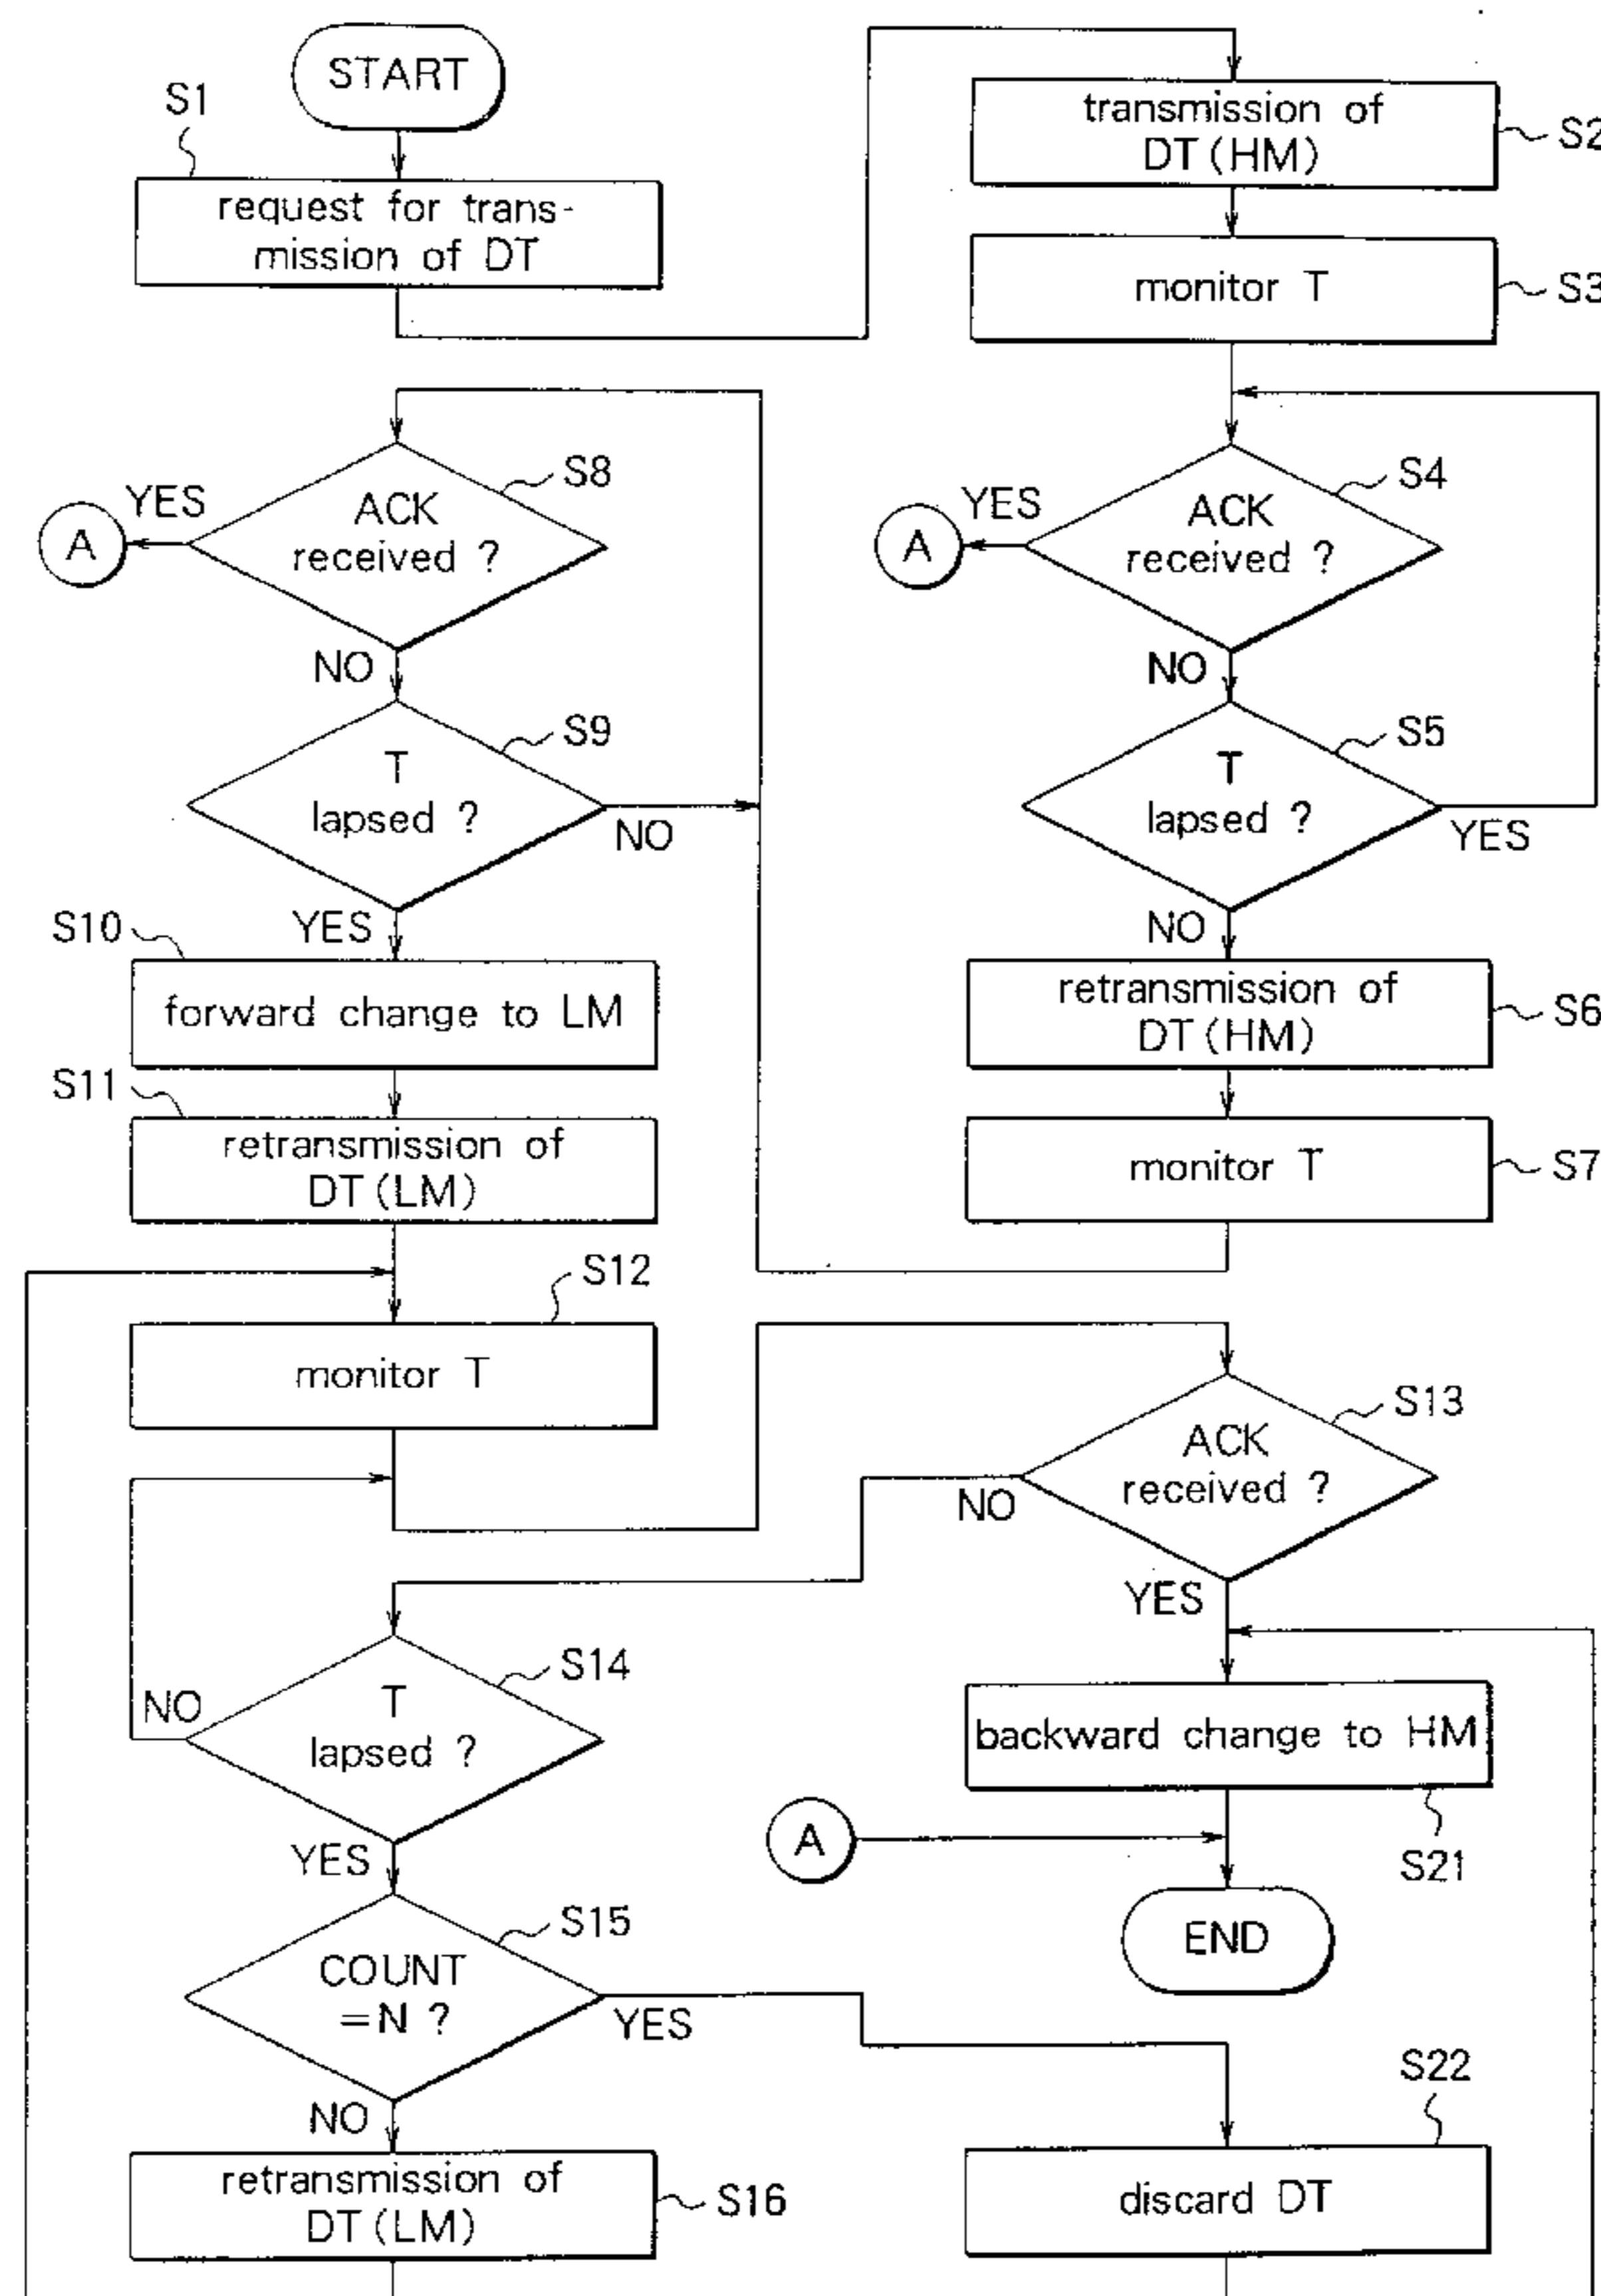 START
S1
request for trans-
mission of DT
transmission of
DT (HM)
S2
monitor T
S3
ACK
received ?
S4
YES
A
NO
T
lapsed ?
S5
YES
NO
retransmission of
DT (HM)
S6
monitor T
S7
ACK
received ?
S8
YES
A
NO
T
lapsed ?
S9
NO
YES
S10
forward change to LM
S11
retransmission of
DT (LM)
S12
monitor T
ACK
received ?
S13
NO
YES
T
lapsed ?
S14
NO
YES
backward change to HM
S21
A
END
COUNT
=N ?
S15
YES
NO
retransmission of
DT (LM)
S16
S22
discard DT